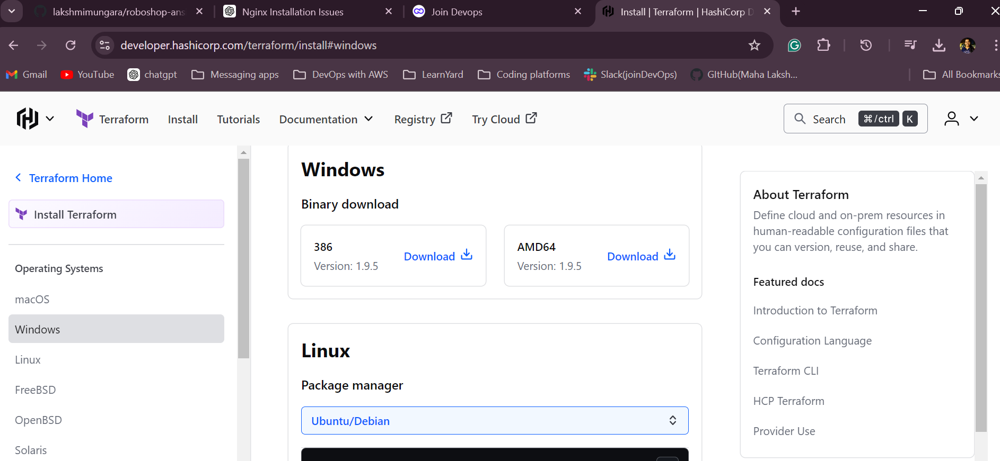 lakshmimungara/roboshop-ans
Nginx Installation Issues
Join Devops
Install | Terraform | HashiCorp D
developer.hashicorp.com/terraform/install#windows
Gmail
YouTube
chatgpt
Messaging apps
DevOps with AWS
LearnYard
Coding platforms
Slack(joinDevOps)
GItHub(Maha Laksh...
All Bookmarks
Terraform
Install
Tutorials
Documentation
Registry
Try Cloud
Search
⌘/ctrl
K
Terraform Home
Install Terraform
Operating Systems
macOS
Windows
Linux
FreeBSD
OpenBSD
Solaris
Windows
Binary download
386
Version: 1.9.5
Download
AMD64
Version: 1.9.5
Download
Linux
Package manager
Ubuntu/Debian
About Terraform
Define cloud and on-prem resources in
human-readable configuration files that
you can version, reuse, and share.
Featured docs
Introduction to Terraform
Configuration Language
Terraform CLI
HCP Terraform
Provider Use